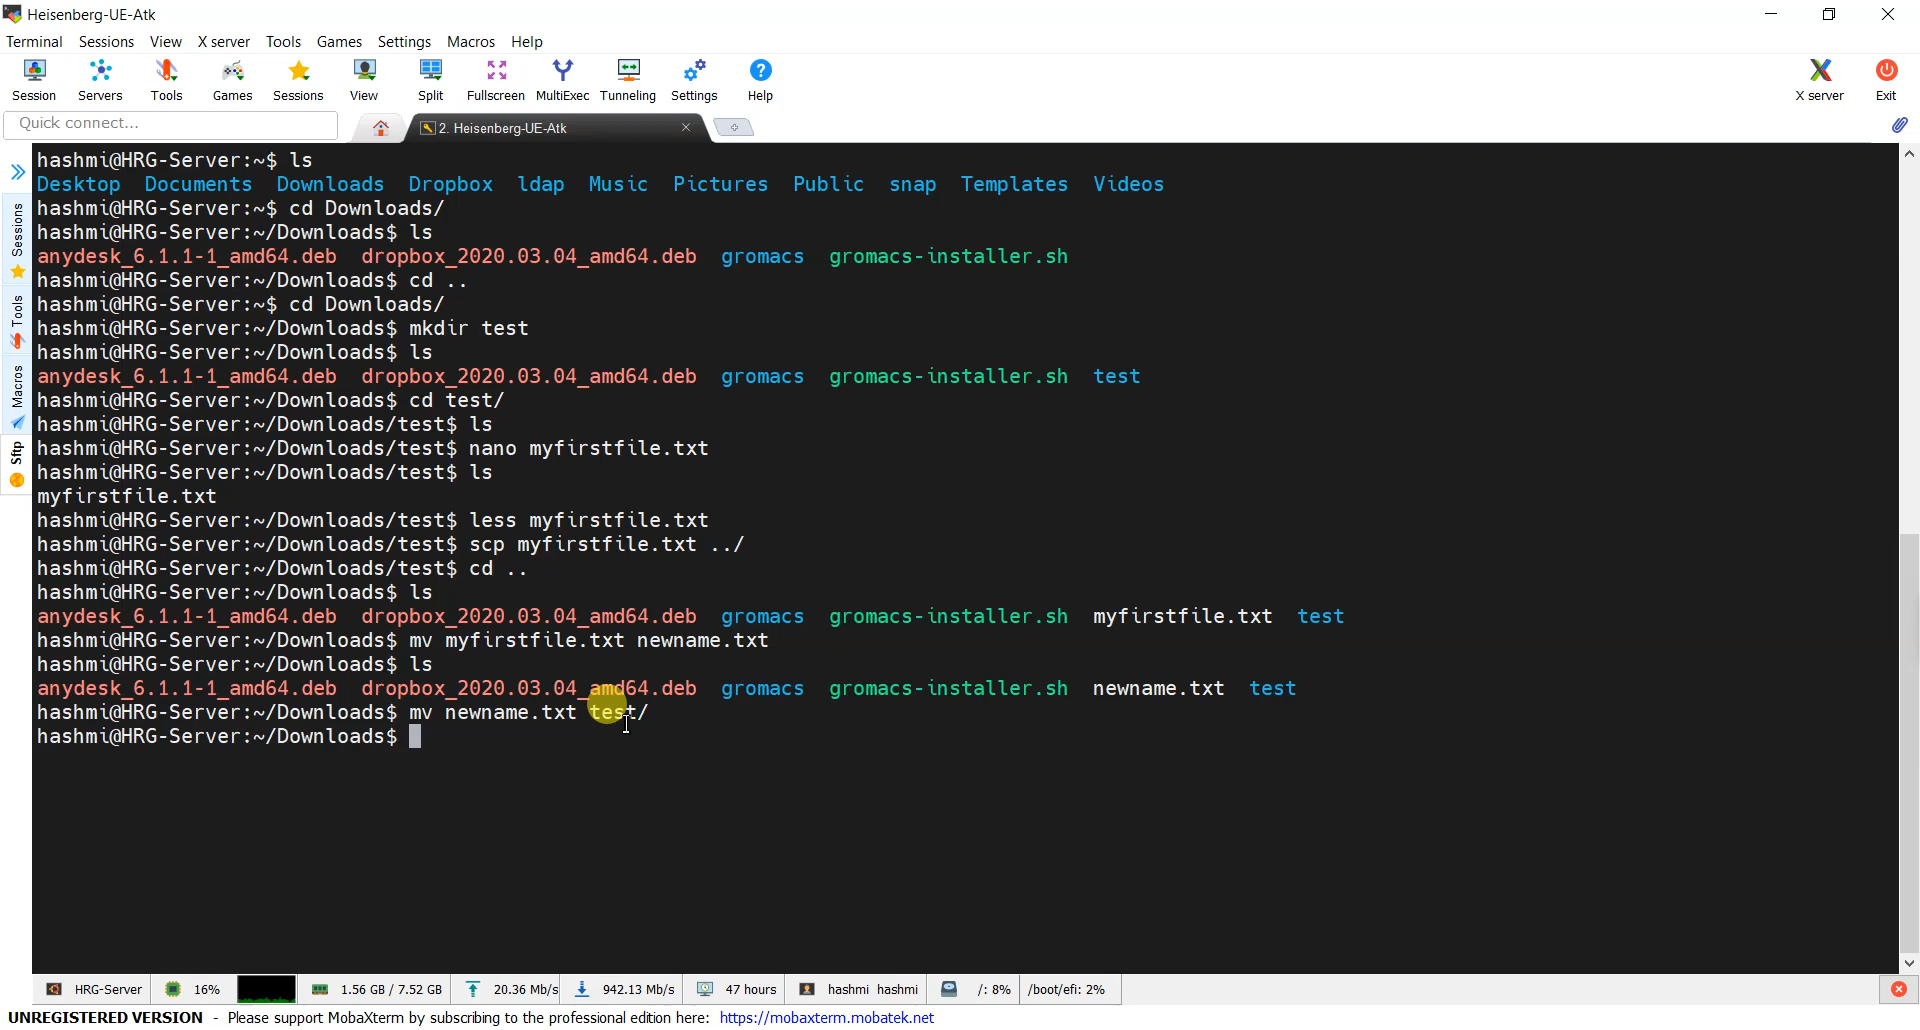 Heisenberg-UE-Atk
Terminal Sessions View X server Tools Games Settings Macros Help
Session Servers Tools Games Sessions View Split Fullscreen MultiExec Tunneling Settings Help X server Exit
Quick connect... 2. Heisenberg-UE-Atk
Sessions
Tools
Macros
Sftp
hashmi@HRG-Server:~$ ls
Desktop Documents Downloads Dropbox ldap Music Pictures Public snap Templates Videos
hashmi@HRG-Server:~$ cd Downloads/
hashmi@HRG-Server:~/Downloads$ ls
anydesk_6.1.1-1_amd64.deb dropbox_2020.03.04_amd64.deb gromacs gromacs-installer.sh
hashmi@HRG-Server:~/Downloads$ cd ..
hashmi@HRG-Server:~$ cd Downloads/
hashmi@HRG-Server:~/Downloads$ mkdir test
hashmi@HRG-Server:~/Downloads$ ls
anydesk_6.1.1-1_amd64.deb dropbox_2020.03.04_amd64.deb gromacs gromacs-installer.sh test
hashmi@HRG-Server:~/Downloads$ cd test/
hashmi@HRG-Server:~/Downloads/test$ ls
hashmi@HRG-Server:~/Downloads/test$ nano myfirstfile.txt
hashmi@HRG-Server:~/Downloads/test$ ls
myfirstfile.txt
hashmi@HRG-Server:~/Downloads/test$ less myfirstfile.txt
hashmi@HRG-Server:~/Downloads/test$ scp myfirstfile.txt ../
hashmi@HRG-Server:~/Downloads/test$ cd ..
hashmi@HRG-Server:~/Downloads$ ls
anydesk_6.1.1-1_amd64.deb dropbox_2020.03.04_amd64.deb gromacs gromacs-installer.sh myfirstfile.txt test
hashmi@HRG-Server:~/Downloads$ mv myfirstfile.txt newname.txt
hashmi@HRG-Server:~/Downloads$ ls
anydesk_6.1.1-1_amd64.deb dropbox_2020.03.04_amd64.deb gromacs gromacs-installer.sh newname.txt test
hashmi@HRG-Server:~/Downloads$ mv newname.txt test/
hashmi@HRG-Server:~/Downloads$
HRG-Server 16% 1.56 GB / 7.52 GB 20.36 Mb/s 942.13 Mb/s 47 hours hashmi hashmi /: 8% /boot/efi: 2%
UNREGISTERED VERSION - Please support MobaXterm by subscribing to the professional edition here: https://mobaxterm.mobatek.net